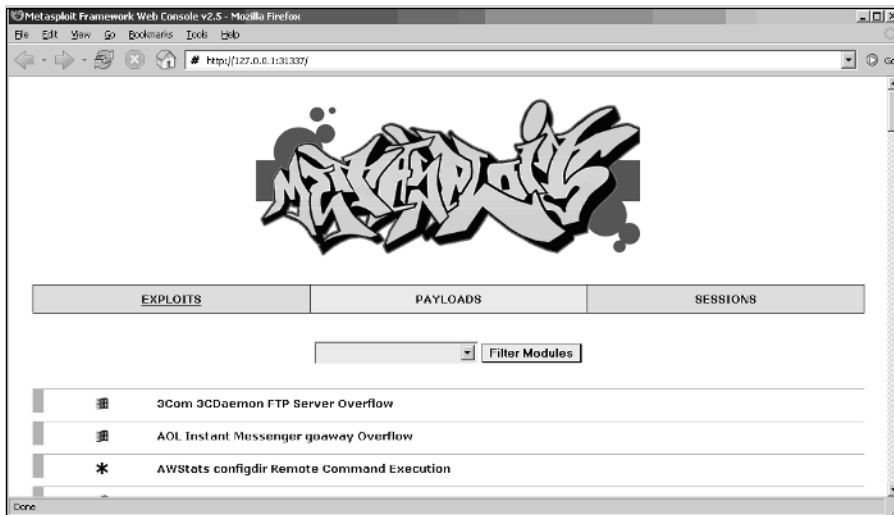 Metasploit Framework Web Console v2.5 - Mozilla Firefox
File Edit View Go Bookmarks Tools Help
http://127.0.0.1:31337/ Go
METASPLOIT
EXPLOITS PAYLOADS SESSIONS
Filter Modules
3Com 3CDaemon FTP Server Overflow
AOL Instant Messenger goaway Overflow
AWStats configdir Remote Command Execution
Done